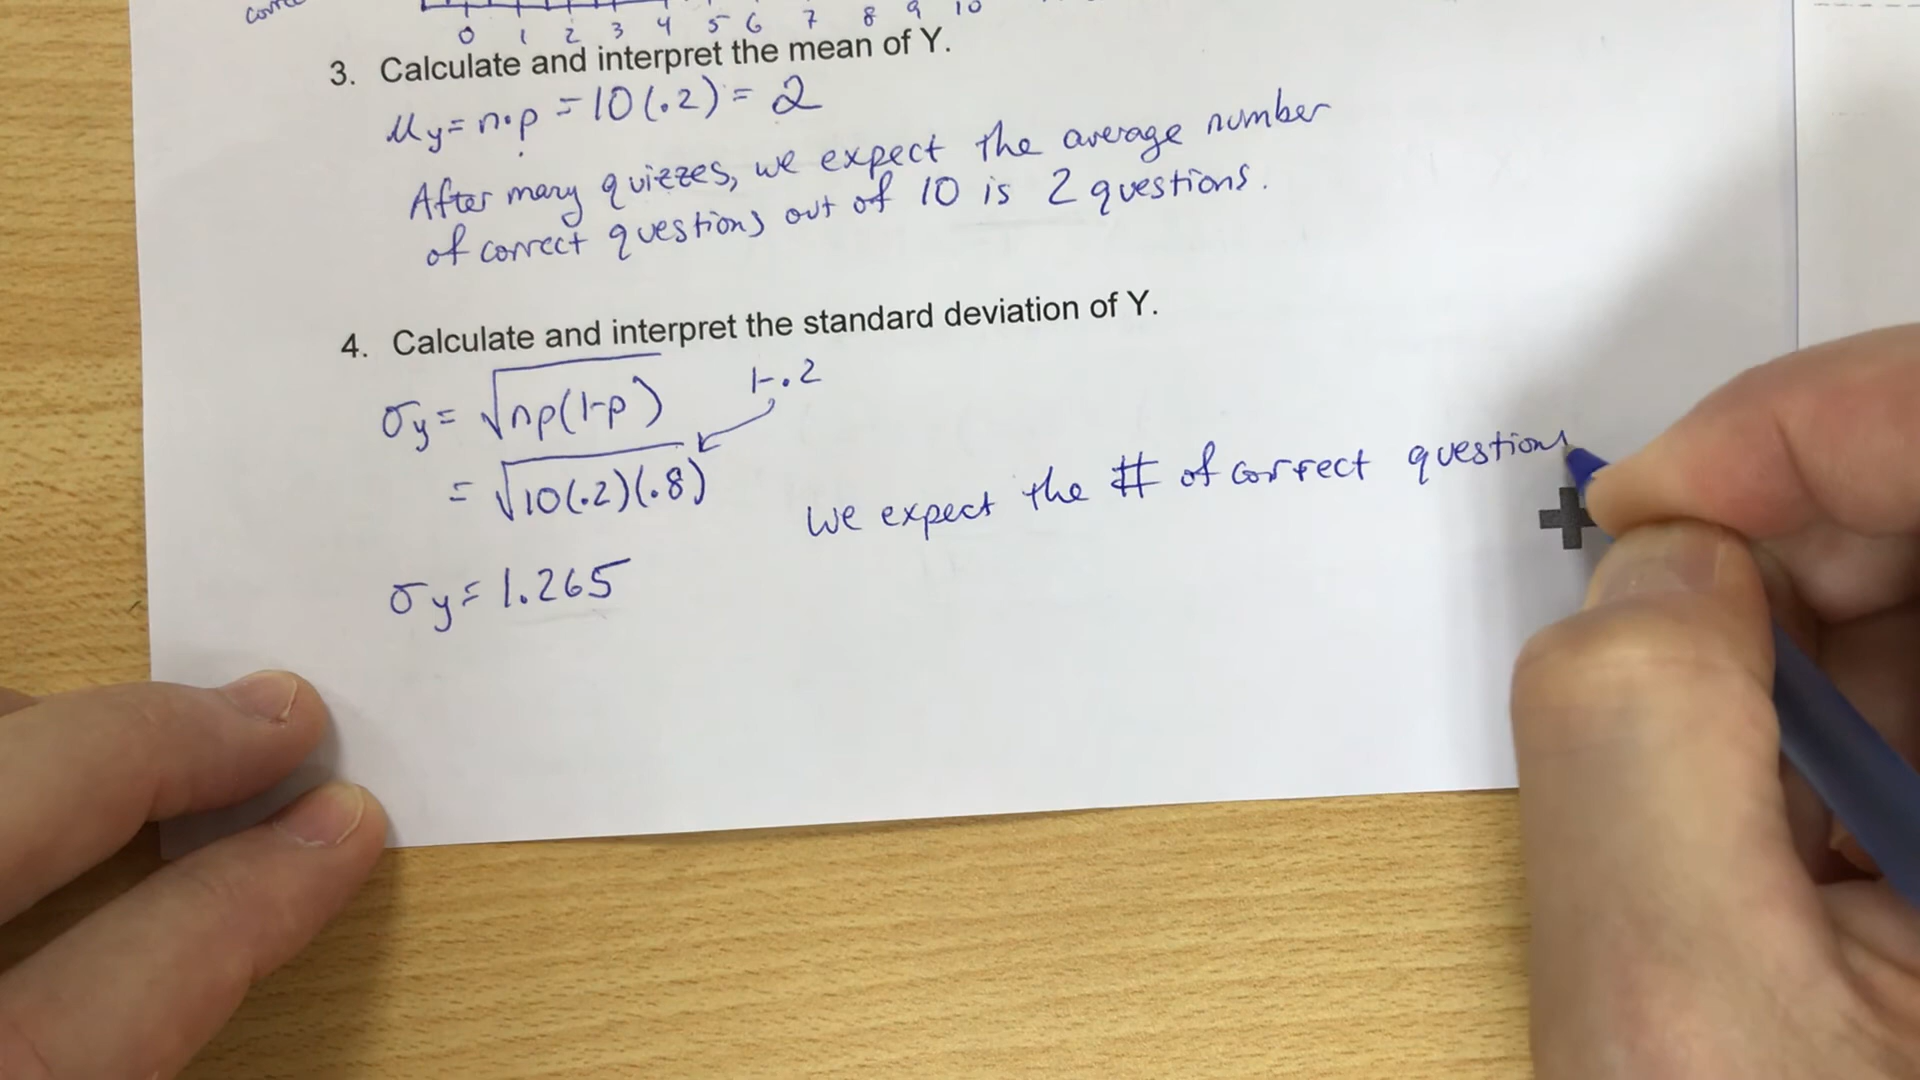 0 1 2 3 4 5 6 7 8 9 10
3. Calculate and interpret the mean of Y.
μy = n·p = 10(.2) = 2
After many quizzes, we expect the average number
of correct questions out of 10 is 2 questions.
4. Calculate and interpret the standard deviation of Y.
σy = √np(1-p)
1-.2
= √10(.2)(.8)
We expect the # of correct questions
σy = 1.265